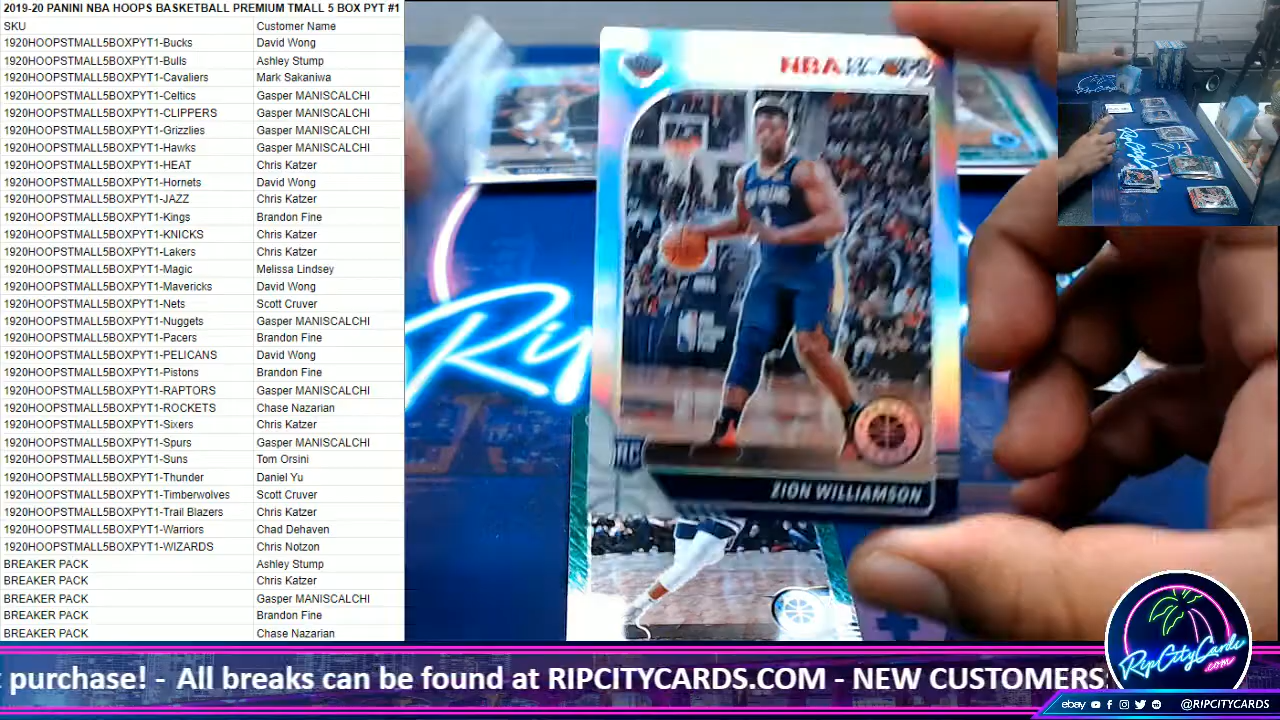 2019-20 PANINI NBA HOOPS BASKETBALL PREMIUM TMALL 5 BOX PYT #1
SKU Customer Name
1920HOOPSTMALL5BOXPYT1-Bucks David Wong
1920HOOPSTMALL5BOXPYT1-Bulls Ashley Stump
1920HOOPSTMALL5BOXPYT1-Cavaliers Mark Sakaniwa
1920HOOPSTMALL5BOXPYT1-Celtics Gasper MANISCALCHI
1920HOOPSTMALL5BOXPYT1-CLIPPERS Gasper MANISCALCHI
1920HOOPSTMALL5BOXPYT1-Grizzlies Gasper MANISCALCHI
1920HOOPSTMALL5BOXPYT1-Hawks Gasper MANISCALCHI
1920HOOPSTMALL5BOXPYT1-HEAT Chris Katzer
1920HOOPSTMALL5BOXPYT1-Hornets David Wong
1920HOOPSTMALL5BOXPYT1-JAZZ Chris Katzer
1920HOOPSTMALL5BOXPYT1-Kings Brandon Fine
1920HOOPSTMALL5BOXPYT1-KNICKS Chris Katzer
1920HOOPSTMALL5BOXPYT1-Lakers Chris Katzer
1920HOOPSTMALL5BOXPYT1-Magic Melissa Lindsey
1920HOOPSTMALL5BOXPYT1-Mavericks David Wong
1920HOOPSTMALL5BOXPYT1-Nets Scott Cruver
1920HOOPSTMALL5BOXPYT1-Nuggets Gasper MANISCALCHI
1920HOOPSTMALL5BOXPYT1-Pacers Brandon Fine
1920HOOPSTMALL5BOXPYT1-PELICANS David Wong
1920HOOPSTMALL5BOXPYT1-Pistons Brandon Fine
1920HOOPSTMALL5BOXPYT1-RAPTORS Gasper MANISCALCHI
1920HOOPSTMALL5BOXPYT1-ROCKETS Chase Nazarian
1920HOOPSTMALL5BOXPYT1-Sixers Chris Katzer
1920HOOPSTMALL5BOXPYT1-Spurs Gasper MANISCALCHI
1920HOOPSTMALL5BOXPYT1-Suns Tom Orsini
1920HOOPSTMALL5BOXPYT1-Thunder Daniel Yu
1920HOOPSTMALL5BOXPYT1-Timberwolves Scott Cruver
1920HOOPSTMALL5BOXPYT1-Trail Blazers Chris Katzer
1920HOOPSTMALL5BOXPYT1-Warriors Chad Dehaven
1920HOOPSTMALL5BOXPYT1-WIZARDS Chris Notzon
BREAKER PACK Ashley Stump
BREAKER PACK Chris Katzer
BREAKER PACK Gasper MANISCALCHI
BREAKER PACK Brandon Fine
BREAKER PACK Chase Nazarian
NBA HOOPS
RC
ZION WILLIAMSON
Rip
RipCityCards
.com
purchase! - All breaks can be found at RIPCITYCARDS.COM - NEW CUSTOMERS
ebay @RIPCITYCARDS